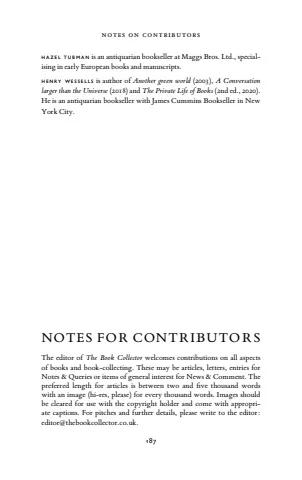 NOTES ON CONTRIBUTORS
HAZEL TUBMAN is an antiquarian bookseller at Maggs Bros. Ltd., special-
ising in early European books and manuscripts.
HENRY WESSELLS is author of Another green world (2003), A Conversation
larger than the Universe (2018) and The Private Life of Books (2nd ed., 2020).
He is an antiquarian bookseller with James Cummins Bookseller in New
York City.
NOTES FOR CONTRIBUTORS
The editor of The Book Collector welcomes contributions on all aspects
of books and book-collecting. These may be articles, letters, entries for
Notes & Queries or items of general interest for News & Comment. The
preferred length for articles is between two and five thousand words
with an image (hi-res, please) for every thousand words. Images should
be cleared for use with the copyright holder and come with appropri-
ate captions. For pitches and further details, please write to the editor:
editor@thebookcollector.co.uk.
187